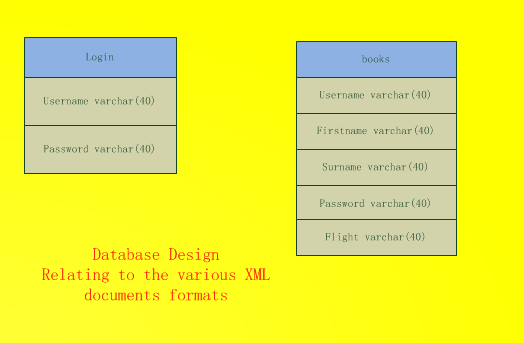 Login
Username varchar(40)
Password varchar(40)
books
Username varchar(40)
Firstname varchar(40)
Surname varchar(40)
Password varchar(40)
Flight varchar(40)
Database Design
Relating to the various XML
documents formats